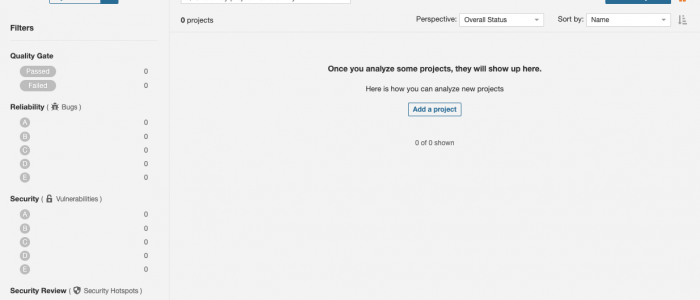 0 projects
Perspective: Overall Status
Sort by: Name
Filters
Quality Gate
Passed 0
Failed 0
Reliability ( Bugs )
A 0
B 0
C 0
D 0
E 0
Security ( Vulnerabilities )
A 0
B 0
C 0
D 0
E 0
Security Review ( Security Hotspots )
Once you analyze some projects, they will show up here.
Here is how you can analyze new projects
Add a project
0 of 0 shown